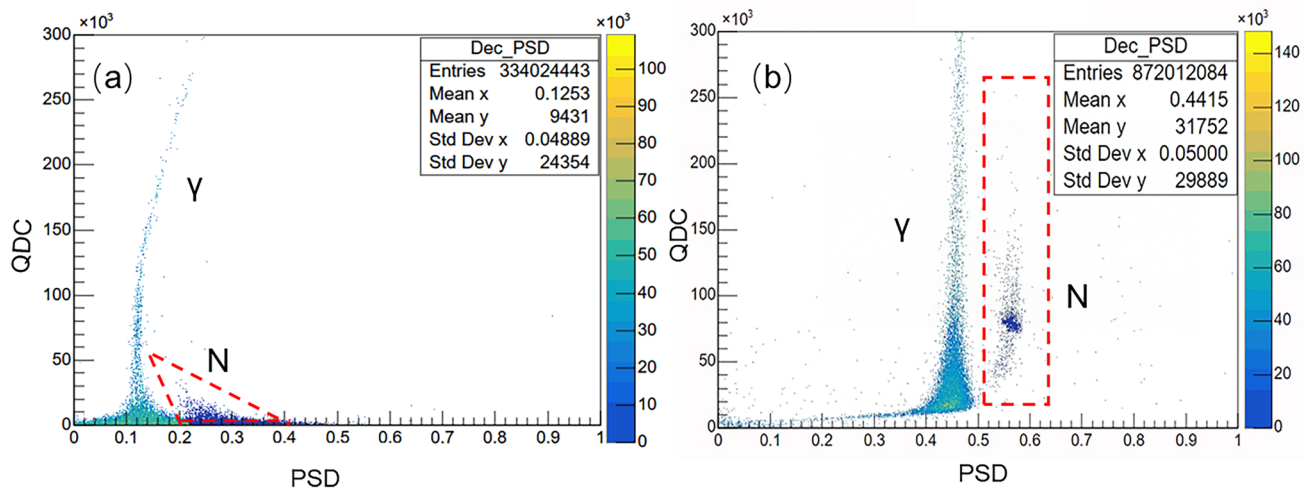 ×10³
(a)
300
250
200
150
100
50
0
QDC
0
0.1
0.2
0.3
0.4
0.5
0.6
0.7
0.8
0.9
1
PSD
γ
N
Dec_PSD
Entries 334024443
Mean x 0.1253
Mean y 9431
Std Dev x 0.04889
Std Dev y 24354
×10³
100
90
80
70
60
50
40
30
20
10
0
×10³
(b)
300
250
200
150
100
50
0
QDC
0
0.1
0.2
0.3
0.4
0.5
0.6
0.7
0.8
0.9
1
PSD
γ
N
Dec_PSD
Entries 872012084
Mean x 0.4415
Mean y 31752
Std Dev x 0.05000
Std Dev y 29889
×10³
140
120
100
80
60
40
20
0